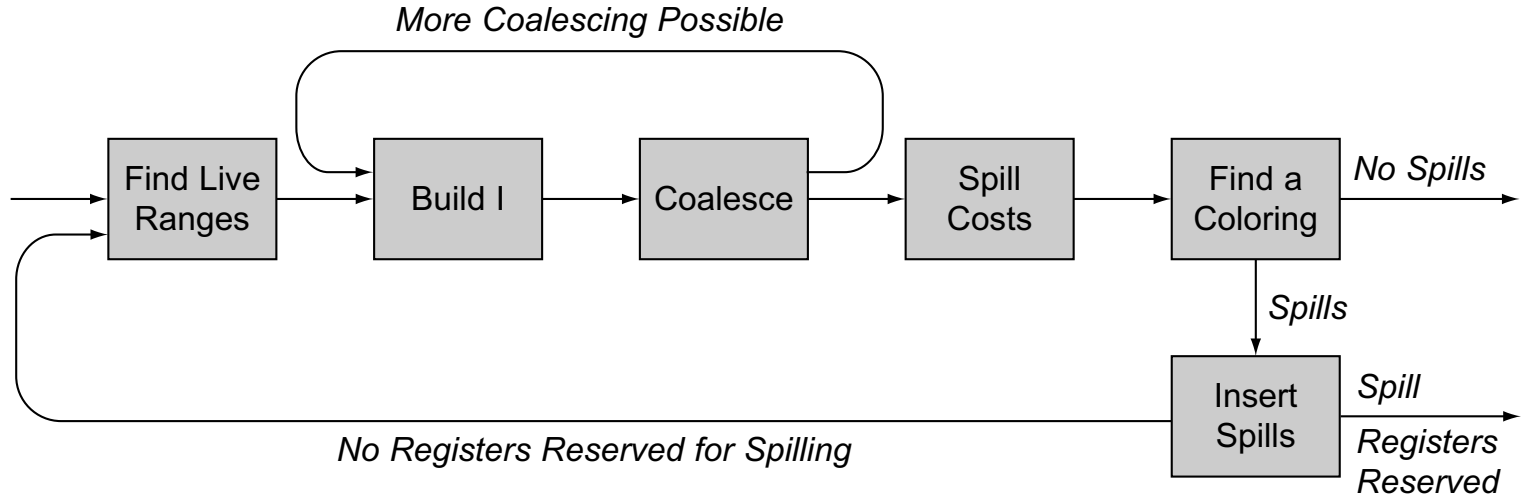 More Coalescing Possible
Find Live
Ranges
Build I
Coalesce
Spill
Costs
Find a
Coloring
No Spills
Spills
Insert
Spills
Spill
Registers
Reserved
No Registers Reserved for Spilling